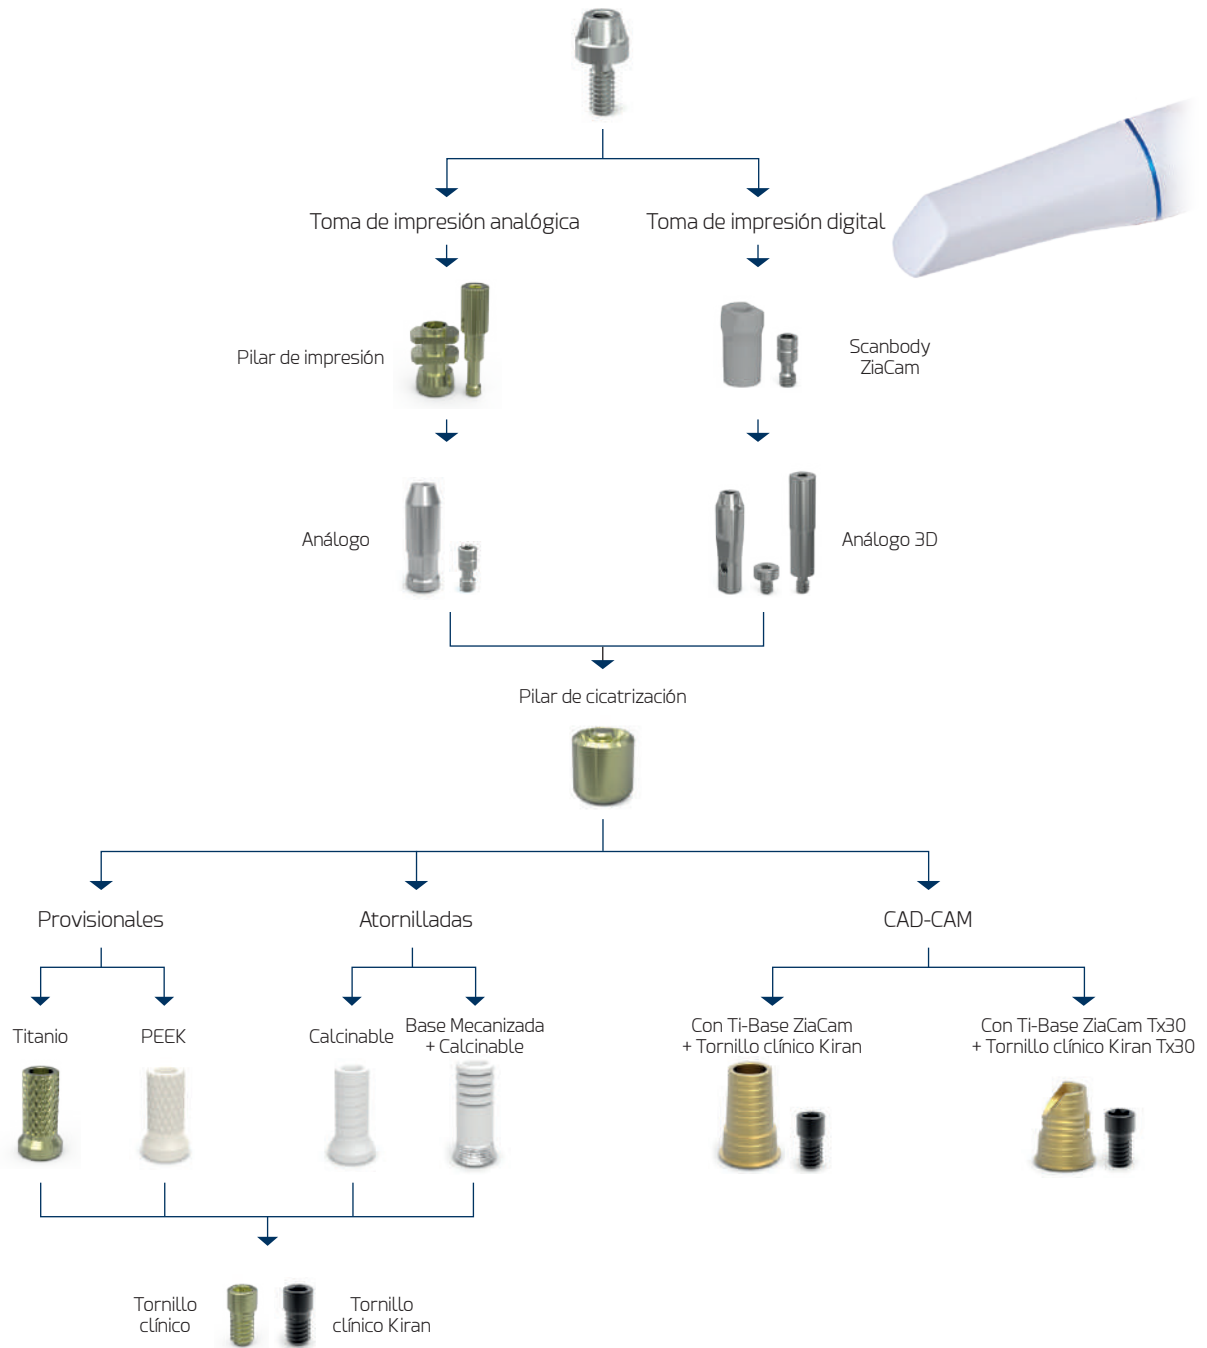 Toma de impresión analógica
Toma de impresión digital
Pilar de impresión
Scanbody
ZiaCam
Análogo
Análogo 3D
Pilar de cicatrización
Provisionales
Atornilladas
CAD-CAM
Titanio
PEEK
Calcinable
Base Mecanizada
+ Calcinable
Con Ti-Base ZiaCam
+ Tornillo clínico Kiran
Con Ti-Base ZiaCam Tx30
+ Tornillo clínico Kiran Tx30
Tornillo
clínico
Tornillo
clínico Kiran